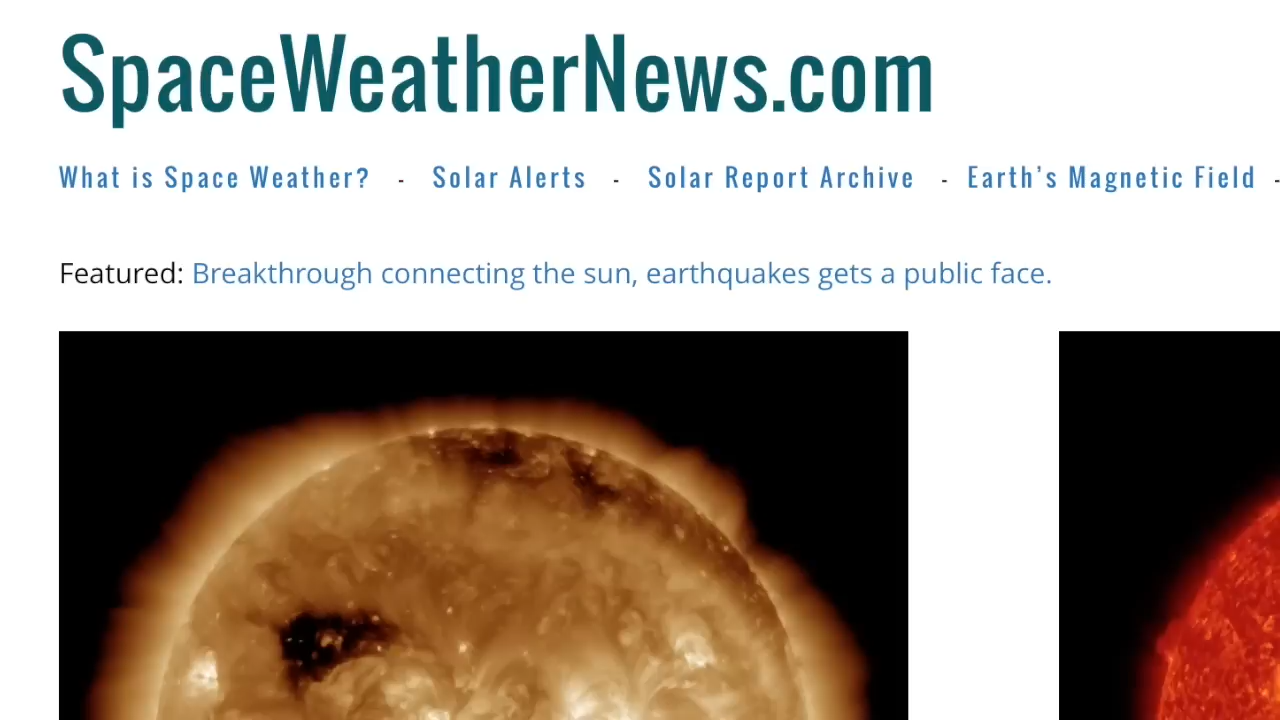 SpaceWeatherNews.com
What is Space Weather? - Solar Alerts - Solar Report Archive - Earth’s Magnetic Field -
Featured: Breakthrough connecting the sun, earthquakes gets a public face.